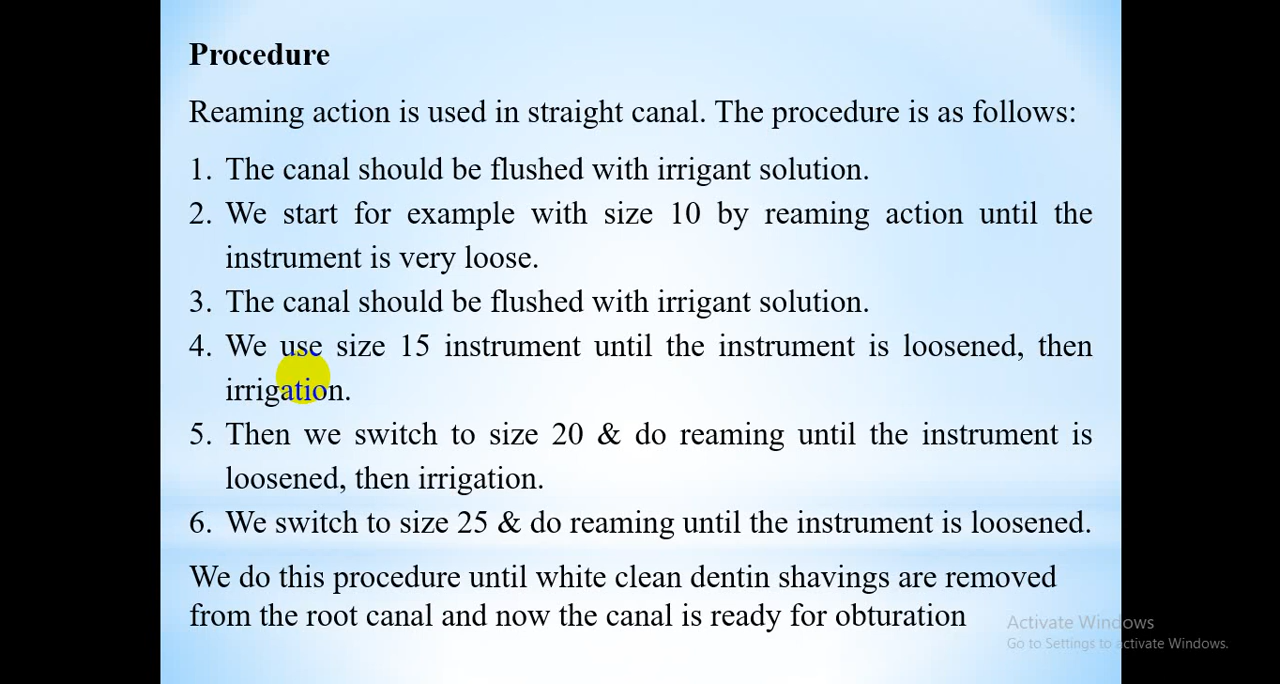 Procedure
Reaming action is used in straight canal. The procedure is as follows:
1. The canal should be flushed with irrigant solution.
2. We start for example with size 10 by reaming action until the
instrument is very loose.
3. The canal should be flushed with irrigant solution.
4. We use size 15 instrument until the instrument is loosened, then
irrigation.
5. Then we switch to size 20 & do reaming until the instrument is
loosened, then irrigation.
6. We switch to size 25 & do reaming until the instrument is loosened.
We do this procedure until white clean dentin shavings are removed
from the root canal and now the canal is ready for obturation
Activate Windows
Go to Settings to activate Windows.